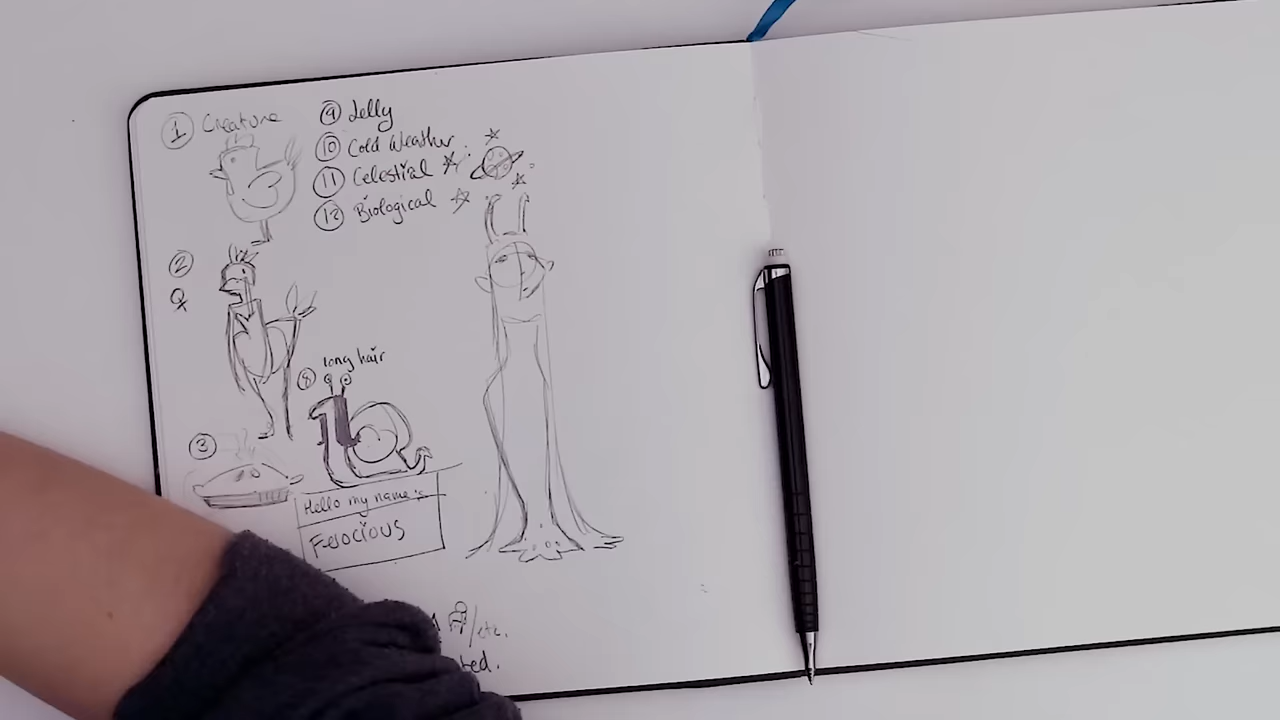 ① Creature
⑨ Jelly
⑩ Cold Weather
⑪ Celestial
⑫ Biological
②
♀
⑧ long hair
③
Hello my name is
Ferocious
/etc.